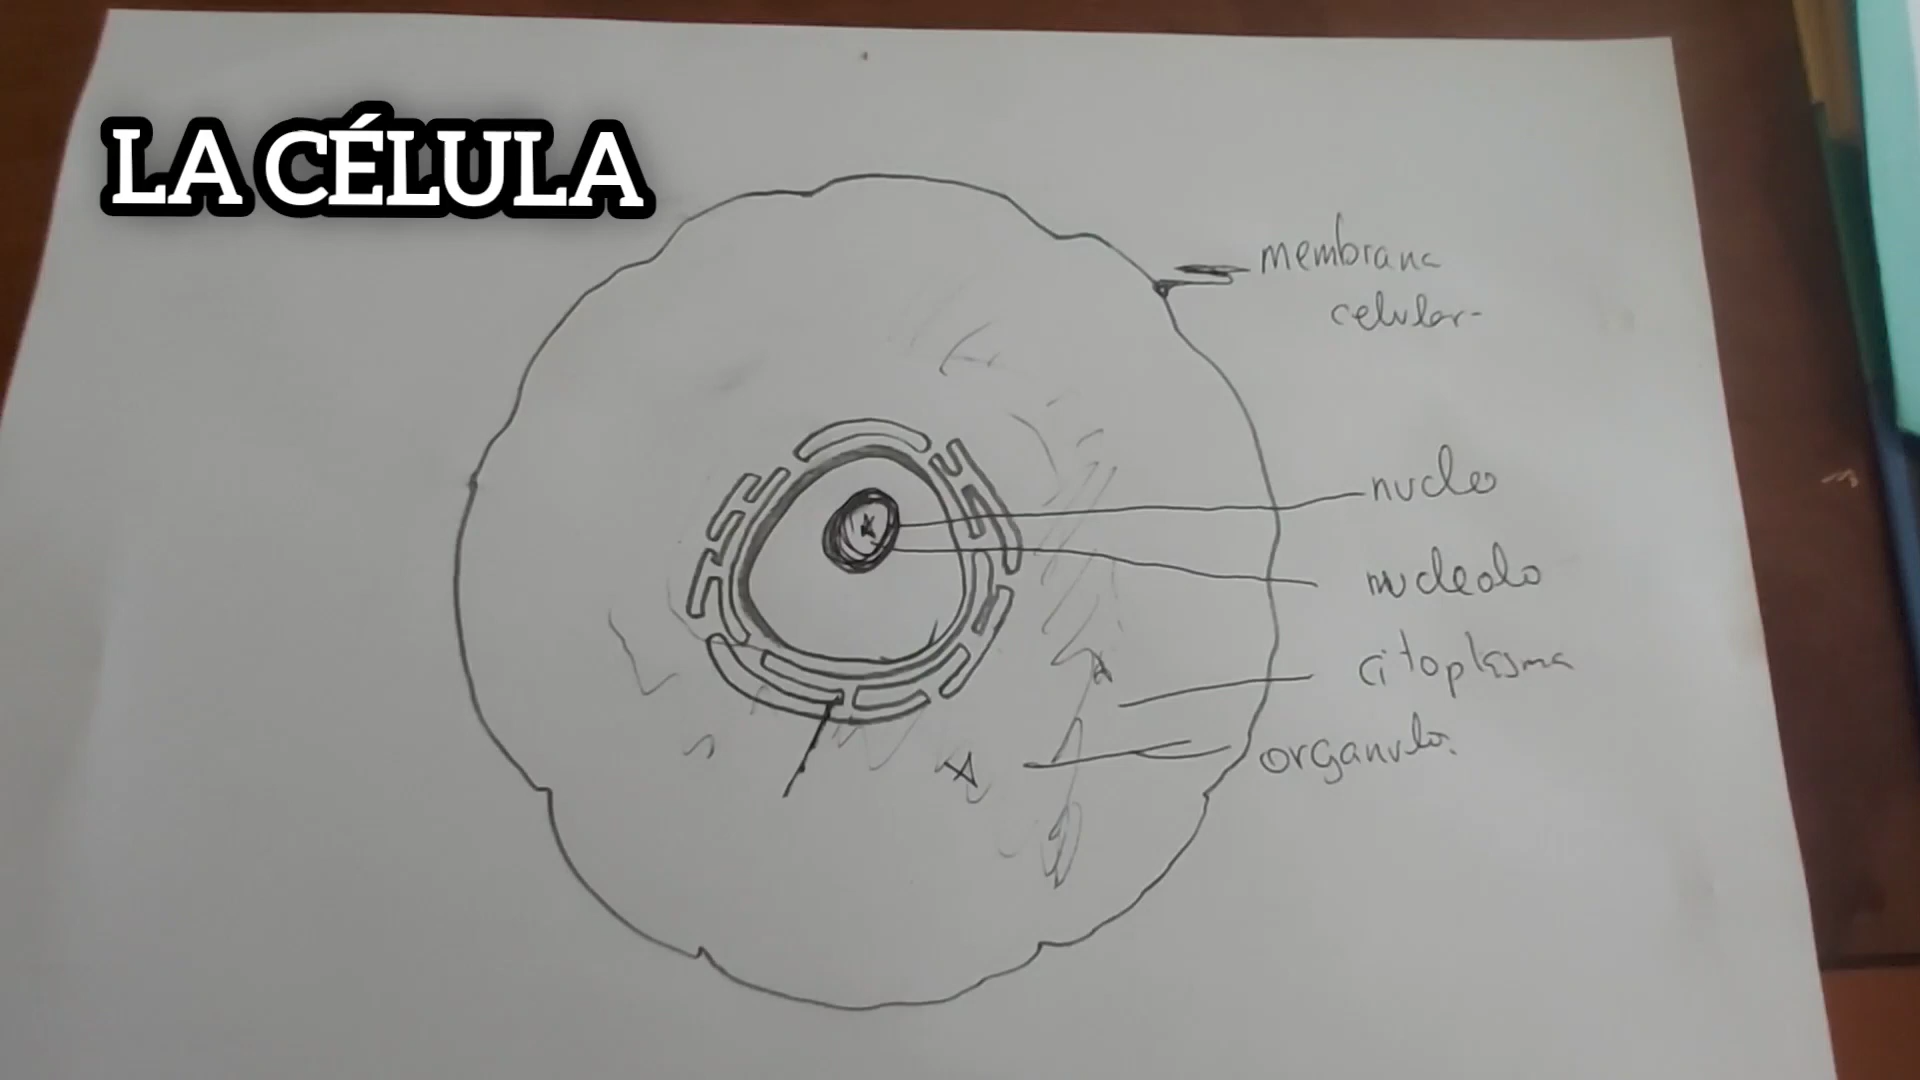 LA CÉLULA
membrana
celular
nucleo
nucleolo
citoplasma
organulo.